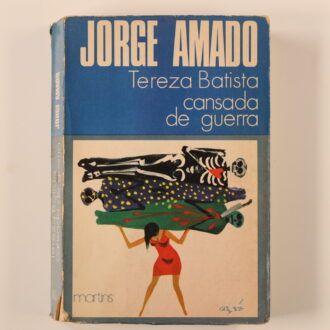 JORGE AMADO
Tereza Batista
cansada
de guerra
martins